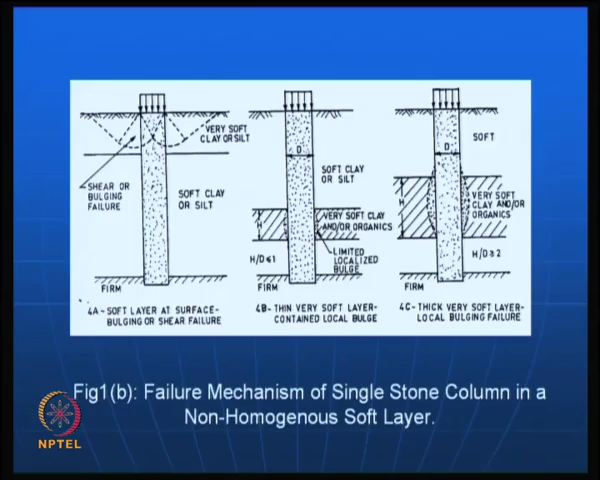 VERY SOFT
CLAY OR SILT
SHEAR OR
BULGING
FAILURE
SOFT CLAY
OR SILT
FIRM
4A-SOFT LAYER AT SURFACE-
BULGING OR SHEAR FAILURE
D
SOFT CLAY
OR SILT
H
VERY SOFT CLAY
AND/OR ORGANICS
H/D≤1
LIMITED
LOCALIZED
BULGE
FIRM
4B-THIN VERY SOFT LAYER-
CONTAINED LOCAL BULGE
D
SOFT
H
VERY SOFT
CLAY AND/OR
ORGANICS
H/D≥2
FIRM
4C-THICK VERY SOFT LAYER-
LOCAL BULGING FAILURE
Fig1(b): Failure Mechanism of Single Stone Column in a
Non-Homogenous Soft Layer.
NPTEL